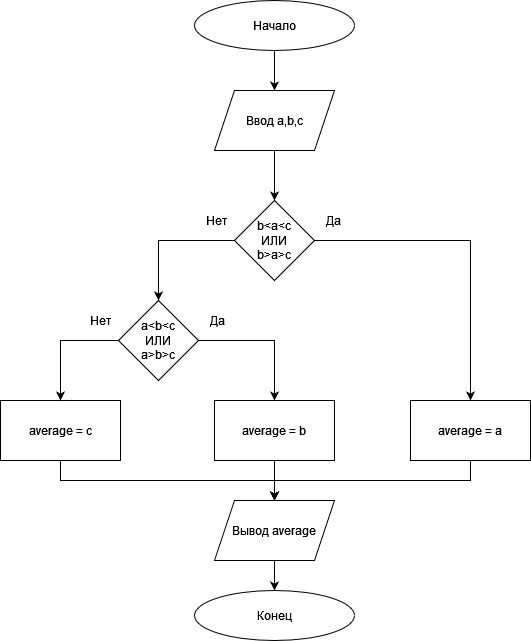 Начало
Ввод a,b,c
Нет
Да
b<a<c
ИЛИ
b>a>c
Нет
Да
a<b<c
ИЛИ
a>b>c
average = c
average = b
average = a
Вывод average
Конец